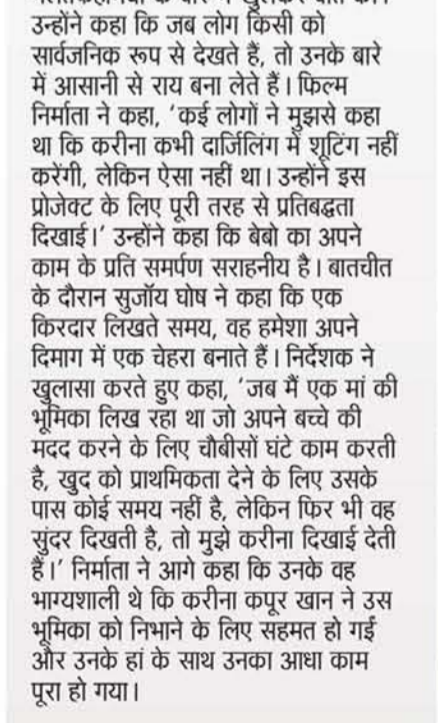 उन्होंने कहा कि जब लोग किसी को
सार्वजनिक रूप से देखते हैं, तो उनके बारे
में आसानी से राय बना लेते हैं। फिल्म
निर्माता ने कहा, ‘कई लोगों ने मुझसे कहा
था कि करीना कभी दार्जिलिंग में शूटिंग नहीं
करेंगी, लेकिन ऐसा नहीं था। उन्होंने इस
प्रोजेक्ट के लिए पूरी तरह से प्रतिबद्धता
दिखाई।’ उन्होंने कहा कि बेबो का अपने
काम के प्रति समर्पण सराहनीय है। बातचीत
के दौरान सुजॉय घोष ने कहा कि एक
किरदार लिखते समय, वह हमेशा अपने
दिमाग में एक चेहरा बनाते हैं। निर्देशक ने
खुलासा करते हुए कहा, ‘जब मैं एक मां की
भूमिका लिख रहा था जो अपने बच्चे की
मदद करने के लिए चौबीसों घंटे काम करती
है, खुद को प्राथमिकता देने के लिए उसके
पास कोई समय नहीं है, लेकिन फिर भी वह
सुंदर दिखती है, तो मुझे करीना दिखाई देती
हैं।’ निर्माता ने आगे कहा कि उनके वह
भाग्यशाली थे कि करीना कपूर खान ने उस
भूमिका को निभाने के लिए सहमत हो गईं
और उनके हां के साथ उनका आधा काम
पूरा हो गया।